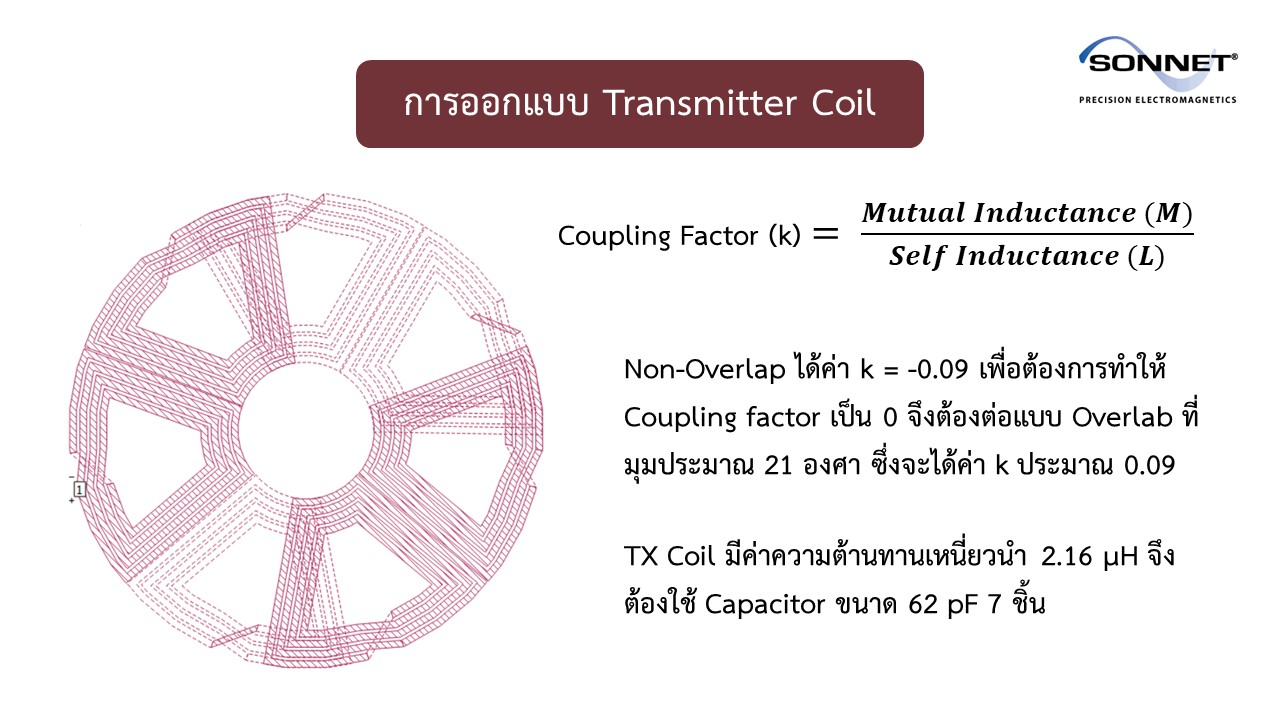 SONNET®
PRECISION ELECTROMAGNETICS
การออกแบบ Transmitter Coil
Coupling Factor (k) = Mutual Inductance (M) / Self Inductance (L)
Non-Overlap ได้ค่า k = -0.09 เพื่อต้องการทำให้
Coupling factor เป็น 0 จึงต้องต่อแบบ Overlab ที่
มุมประมาณ 21 องศา ซึ่งจะได้ค่า k ประมาณ 0.09
TX Coil มีค่าความต้านทานเหนี่ยวนำ 2.16 µH จึง
ต้องใช้ Capacitor ขนาด 62 pF 7 ชิ้น
- 1
+